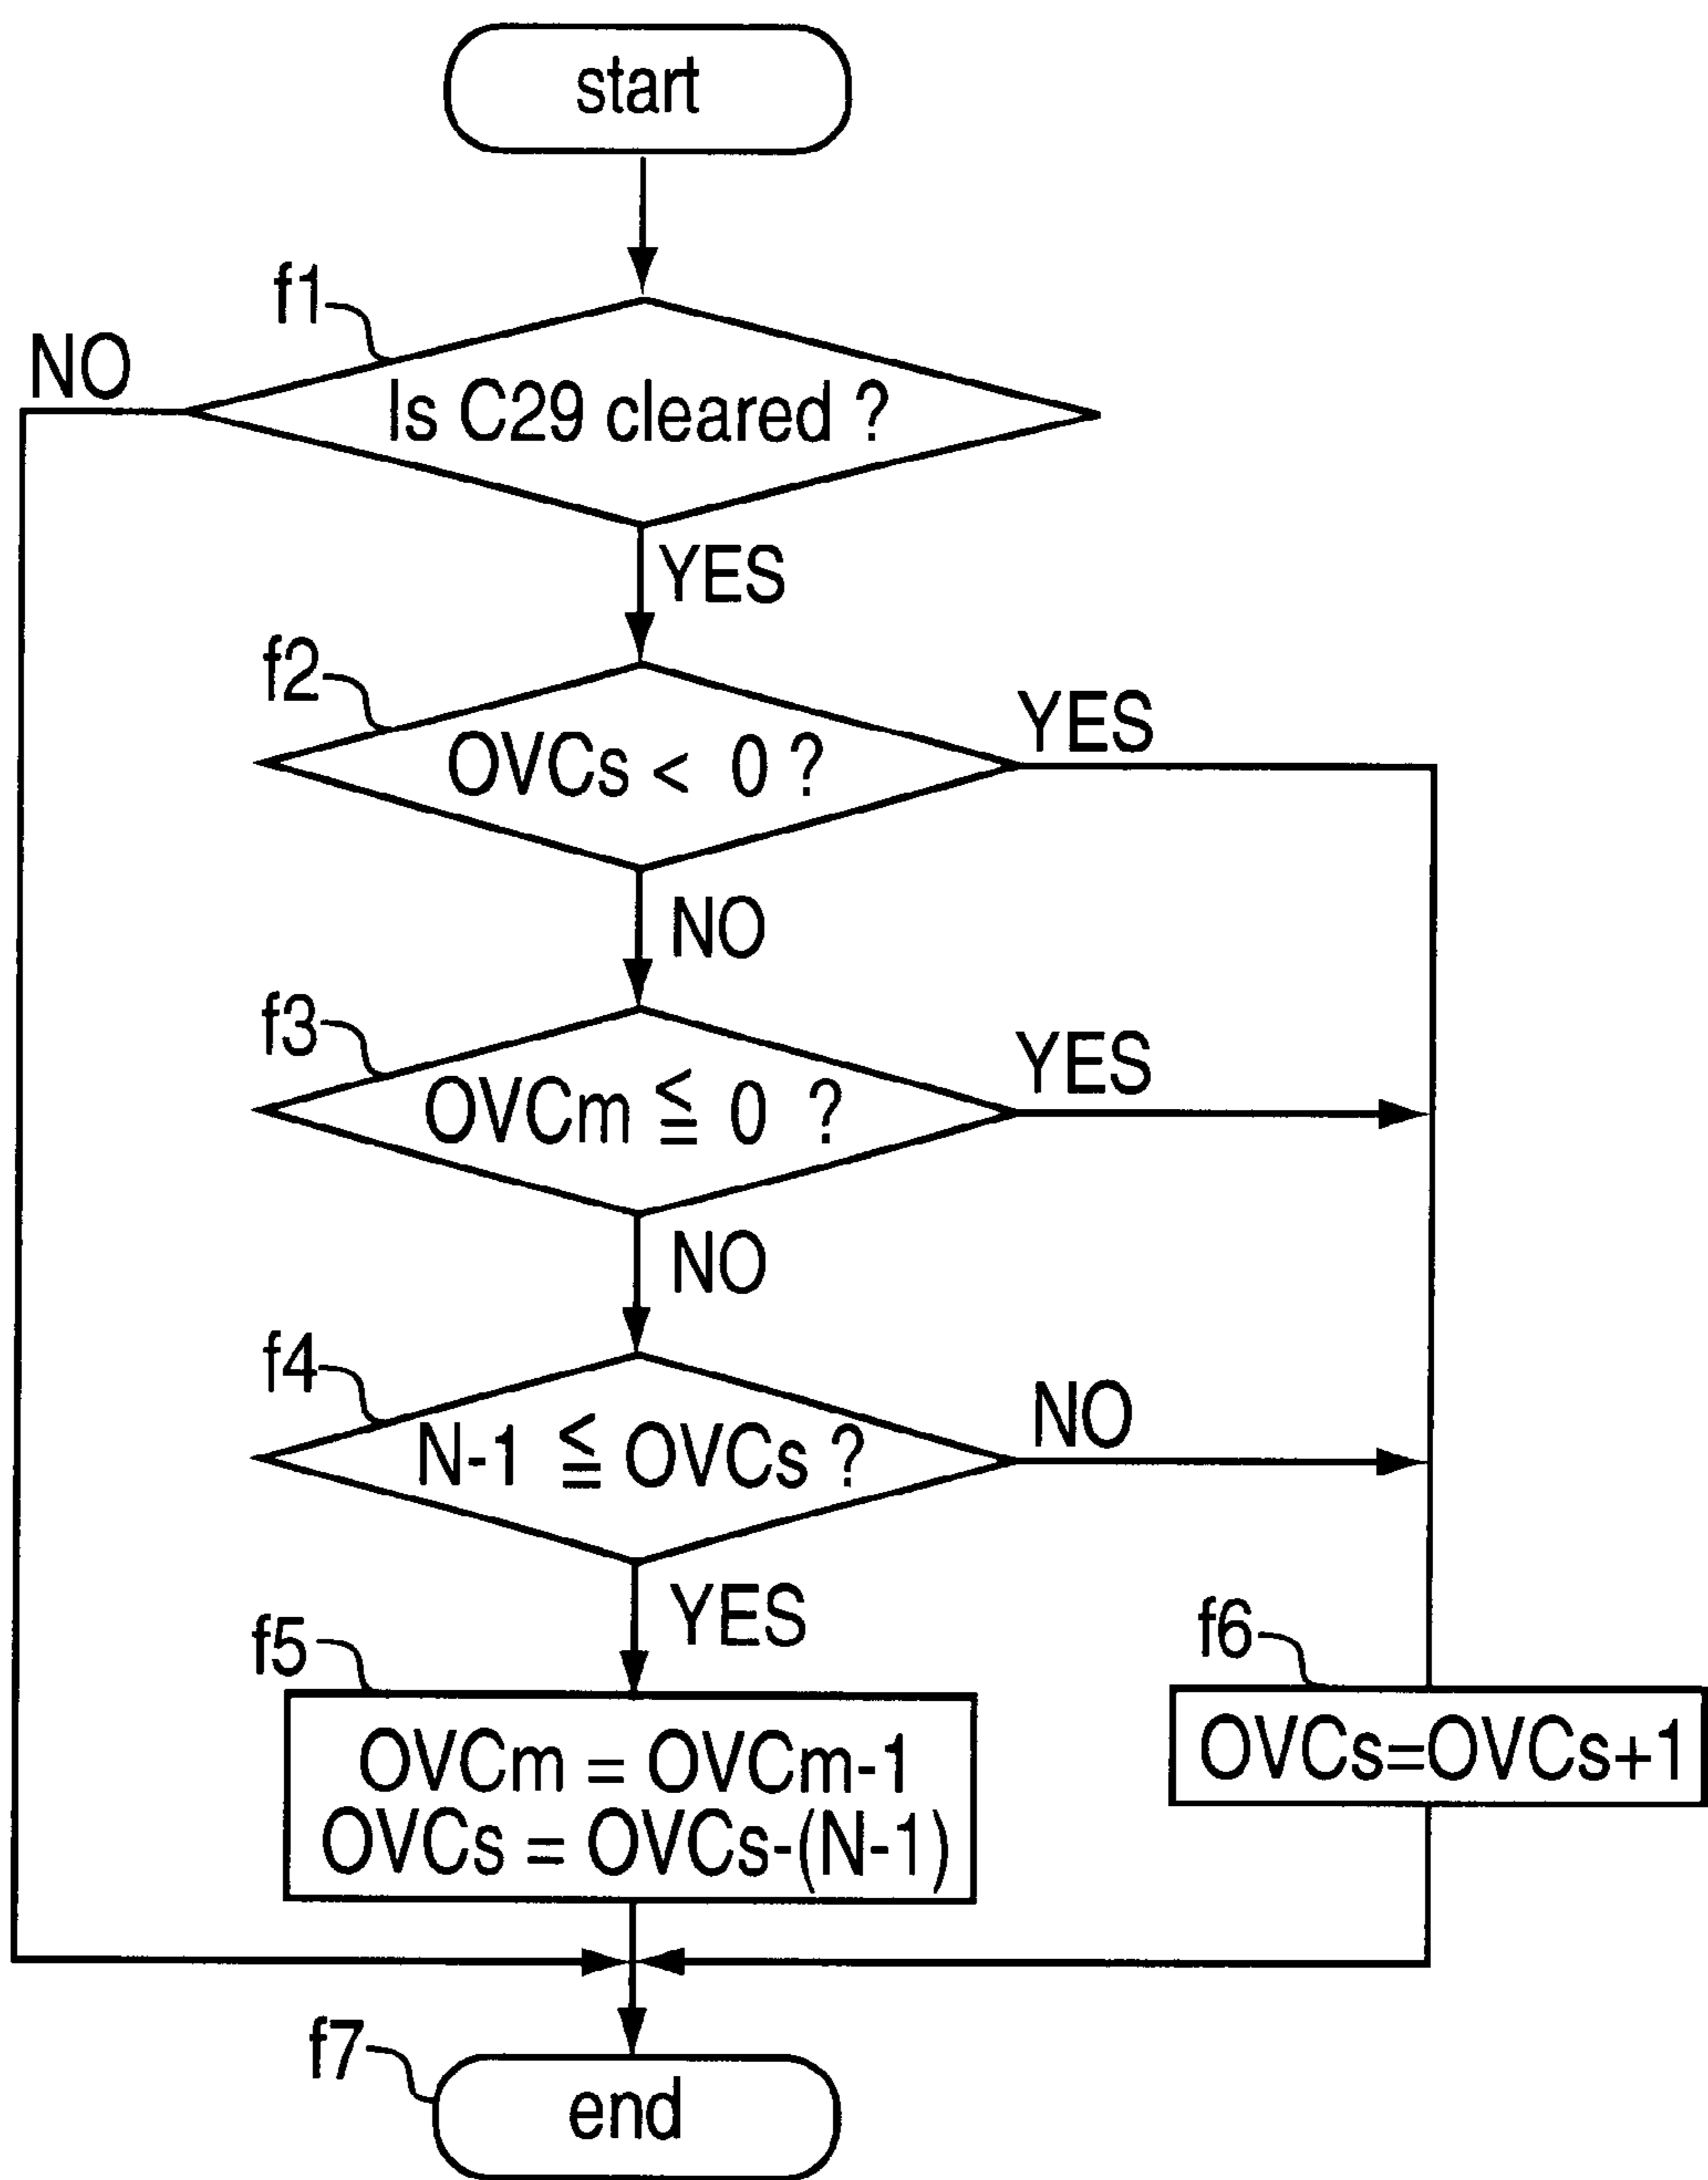 start
f1
NO
Is C29 cleared ?
YES
f2
OVCs < 0 ?
YES
NO
f3
OVCm ≦ 0 ?
YES
NO
f4
N-1 ≦ OVCs ?
NO
YES
f5
f6
OVCm = OVCm-1
OVCs = OVCs-(N-1)
OVCs=OVCs+1
f7
end